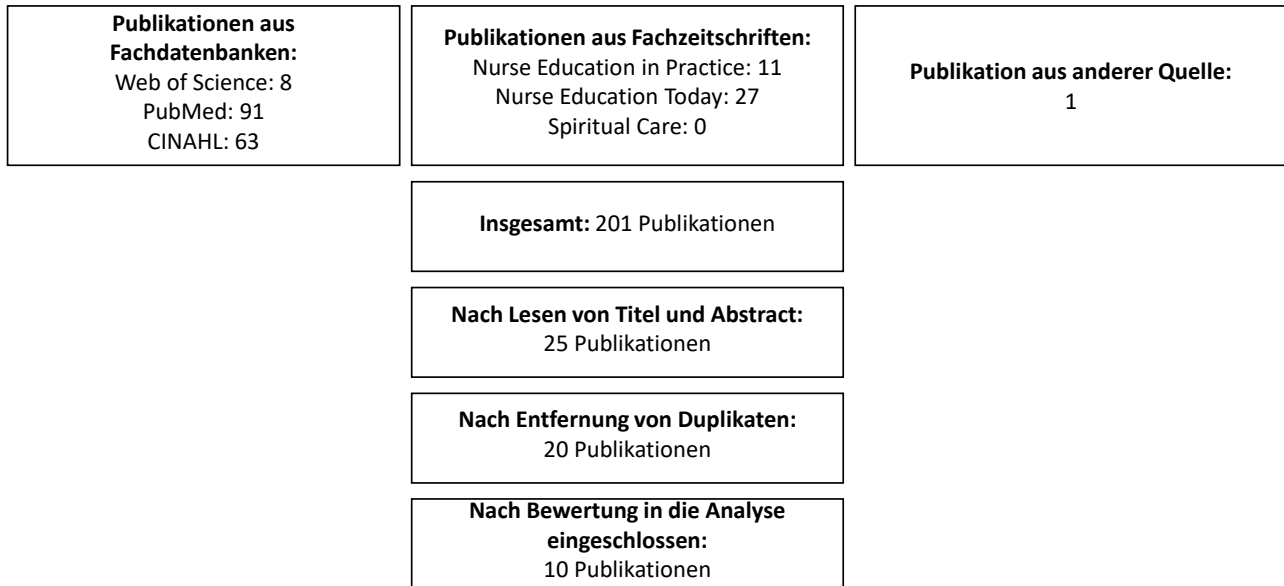 Publikationen aus
Fachdatenbanken:
Web of Science: 8
PubMed: 91
CINAHL: 63
Publikationen aus Fachzeitschriften:
Nurse Education in Practice: 11
Nurse Education Today: 27
Spiritual Care: 0
Publikation aus anderer Quelle:
1
Insgesamt: 201 Publikationen
Nach Lesen von Titel und Abstract:
25 Publikationen
Nach Entfernung von Duplikaten:
20 Publikationen
Nach Bewertung in die Analyse
eingeschlossen:
10 Publikationen